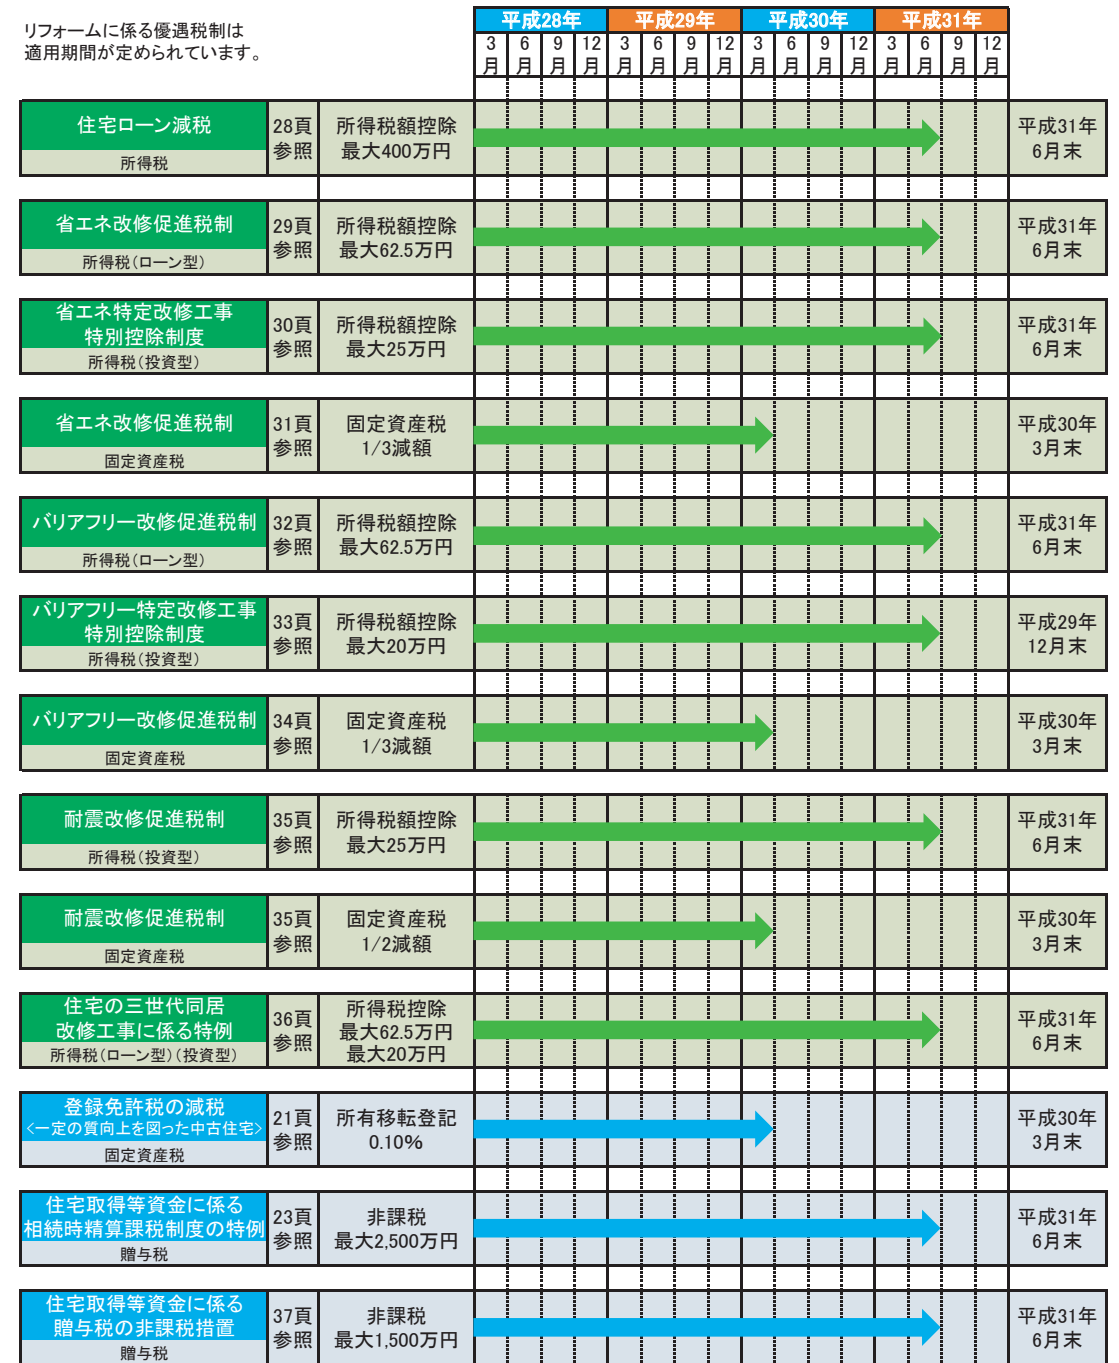 リフォームに係る優遇税制は
適用期間が定められています。
平成28年 平成29年 平成30年 平成31年
3月 6月 9月 12月 3月 6月 9月 12月 3月 6月 9月 12月 3月 6月 9月 12月
住宅ローン減税
所得税
28頁
参照
所得税額控除
最大400万円
平成31年
6月末
省エネ改修促進税制
所得税(ローン型)
29頁
参照
所得税額控除
最大62.5万円
平成31年
6月末
省エネ特定改修工事
特別控除制度
所得税(投資型)
30頁
参照
所得税額控除
最大25万円
平成31年
6月末
省エネ改修促進税制
固定資産税
31頁
参照
固定資産税
1/3減額
平成30年
3月末
バリアフリー改修促進税制
所得税(ローン型)
32頁
参照
所得税額控除
最大62.5万円
平成31年
6月末
バリアフリー特定改修工事
特別控除制度
所得税(投資型)
33頁
参照
所得税額控除
最大20万円
平成29年
12月末
バリアフリー改修促進税制
固定資産税
34頁
参照
固定資産税
1/3減額
平成30年
3月末
耐震改修促進税制
所得税(投資型)
35頁
参照
所得税額控除
最大25万円
平成31年
6月末
耐震改修促進税制
固定資産税
35頁
参照
固定資産税
1/2減額
平成30年
3月末
住宅の三世代同居
改修工事に係る特例
所得税(ローン型)(投資型)
36頁
参照
所得税控除
最大62.5万円
最大20万円
平成31年
6月末
登録免許税の減税
<一定の質向上を図った中古住宅>
固定資産税
21頁
参照
所有移転登記
0.10%
平成30年
3月末
住宅取得等資金に係る
相続時精算課税制度の特例
贈与税
23頁
参照
非課税
最大2,500万円
平成31年
6月末
住宅取得等資金に係る
贈与税の非課税措置
贈与税
37頁
参照
非課税
最大1,500万円
平成31年
6月末